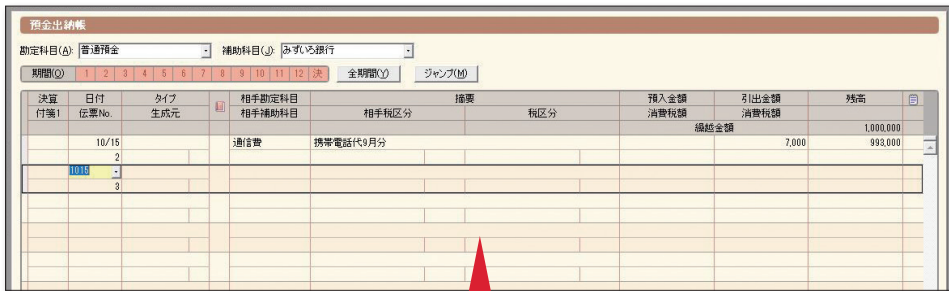 預金出納帳
勘定科目(A): 普通預金 補助科目(J): みずいろ銀行
期間(O) 1 2 3 4 5 6 7 8 9 10 11 12 決 全期間(Y) ジャンプ(M)
決算 日付 タイプ 相手勘定科目 摘要 預入金額 引出金額 残高
付箋1 伝票No. 生成元 相手補助科目 相手税区分 税区分 消費税額 消費税額
繰越金額 1,000,000
10/15 通信費 携帯電話代9月分 7,000 993,000
2
1015
3